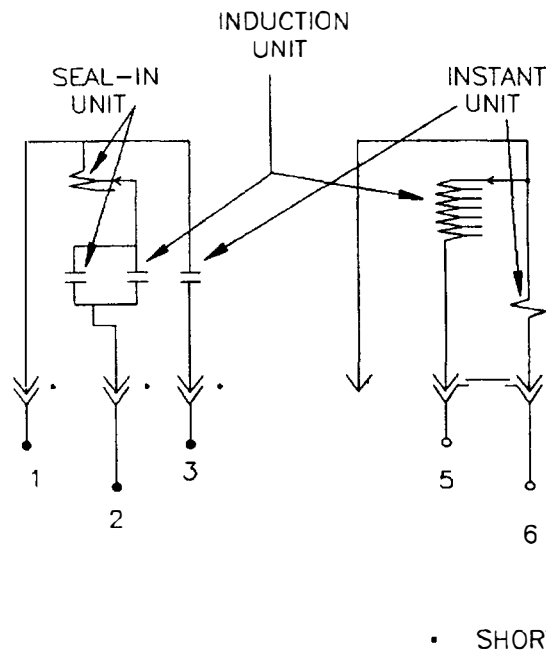 INDUCTION
UNIT
SEAL-IN
UNIT
INSTANT
UNIT
1
2
3
5
6
• SHOR